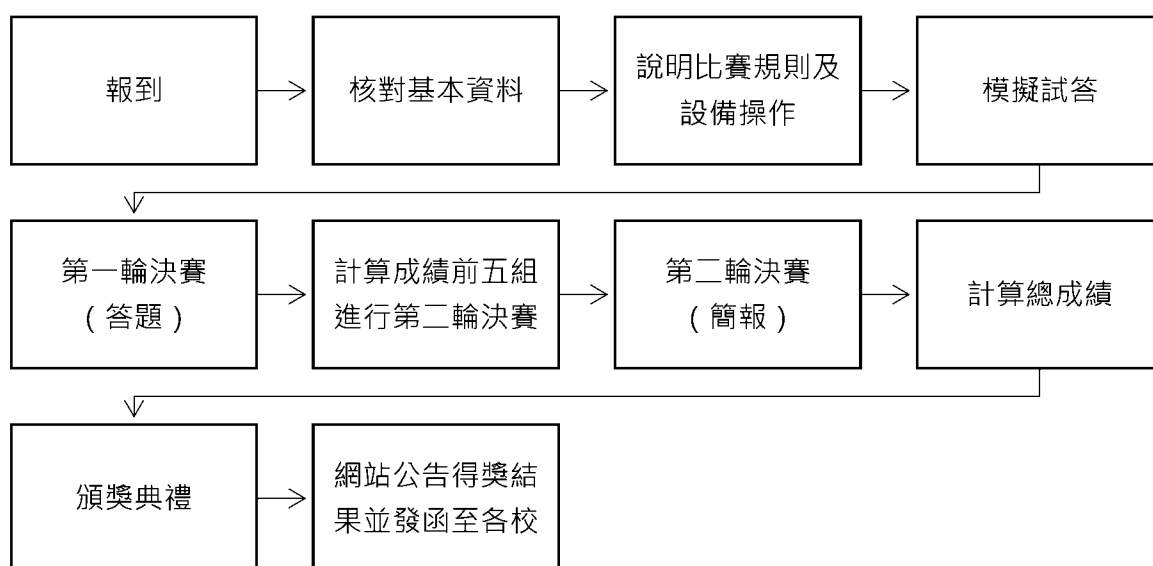 報到
核對基本資料
說明比賽規則及
設備操作
模擬試答
第一輪決賽
(答題)
計算成績前五組
進行第二輪決賽
第二輪決賽
(簡報)
計算總成績
頒獎典禮
網站公告得獎結
果並發函至各校